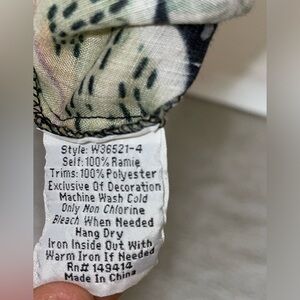 Style: W36521-4
Self: 100% Ramie
Trims: 100% Polyester
Exclusive Of Decoration
Machine Wash Cold
Only Non Chlorine
Bleach When Needed
Hang Dry
Iron Inside Out With
Warm Iron If Needed
Rn# 149414
Made In China